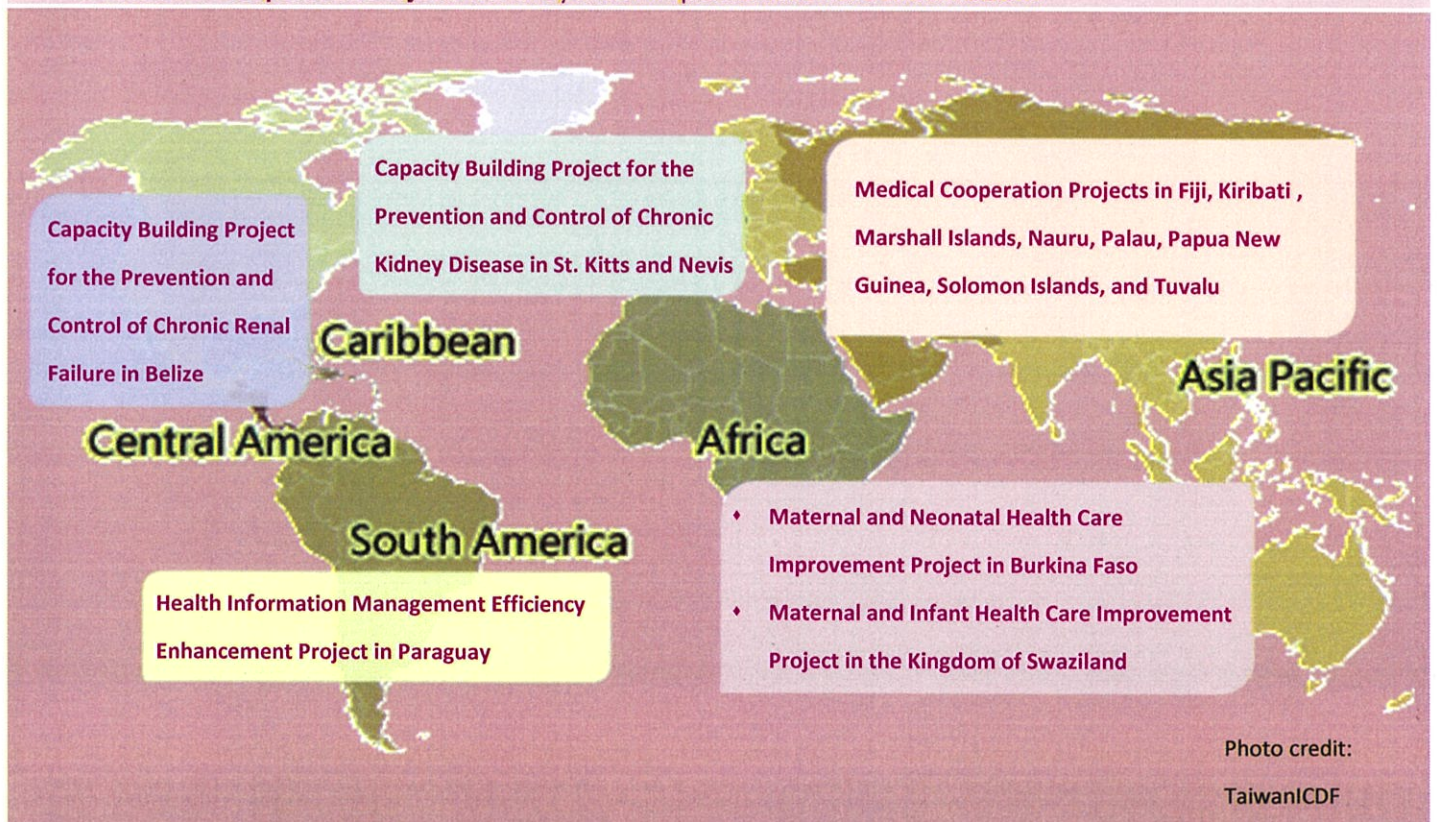 Capacity Building Project for the
Prevention and Control of Chronic
Kidney Disease in St. Kitts and Nevis
Medical Cooperation Projects in Fiji, Kiribati ,
Marshall Islands, Nauru, Palau, Papua New
Guinea, Solomon Islands, and Tuvalu
Capacity Building Project
for the Prevention and
Control of Chronic Renal
Failure in Belize
Caribbean
Asia Pacific
Central America
Africa
South America
♦ Maternal and Neonatal Health Care
Improvement Project in Burkina Faso
♦ Maternal and Infant Health Care Improvement
Project in the Kingdom of Swaziland
Health Information Management Efficiency
Enhancement Project in Paraguay
Photo credit:
TaiwanICDF